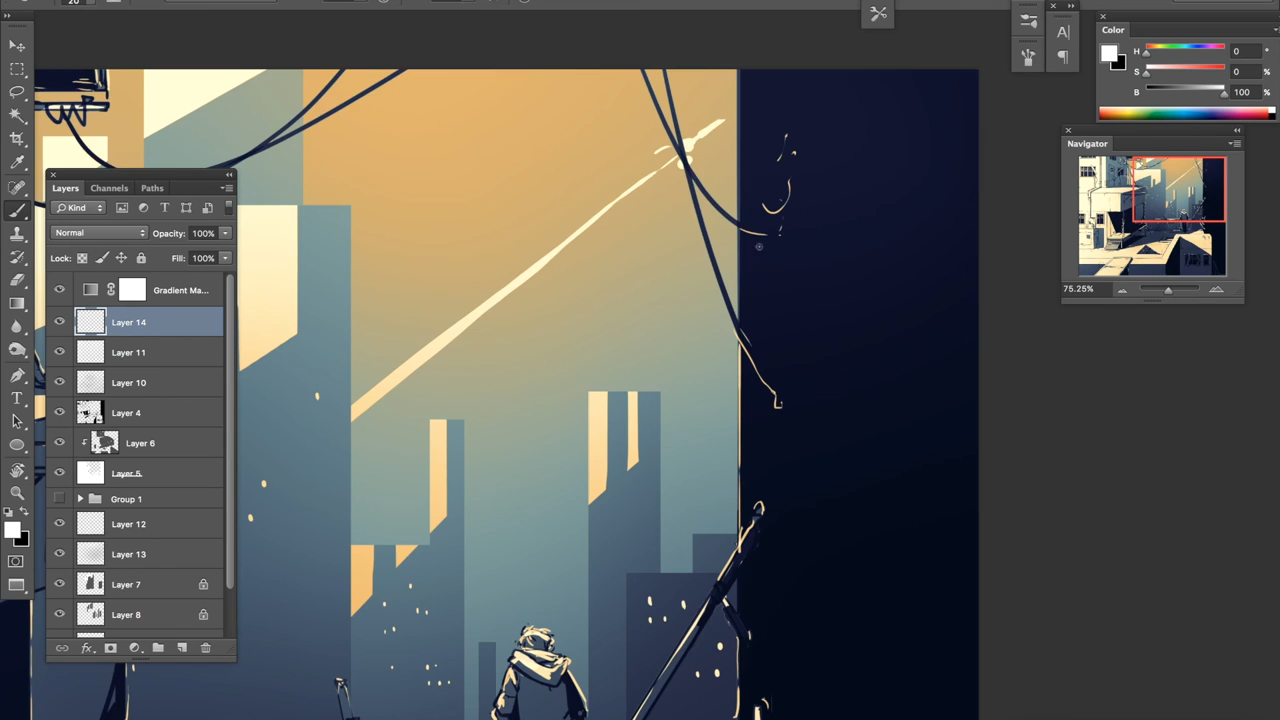 20
Color
H 0 °
S 0 %
B 100 %
Navigator
75.25%
Layers Channels Paths
Kind
Normal Opacity: 100%
Lock: Fill: 100%
Gradient Ma...
Layer 14
Layer 11
Layer 10
Layer 4
Layer 6
Layer 5
Group 1
Layer 12
Layer 13
Layer 7
Layer 8
fx